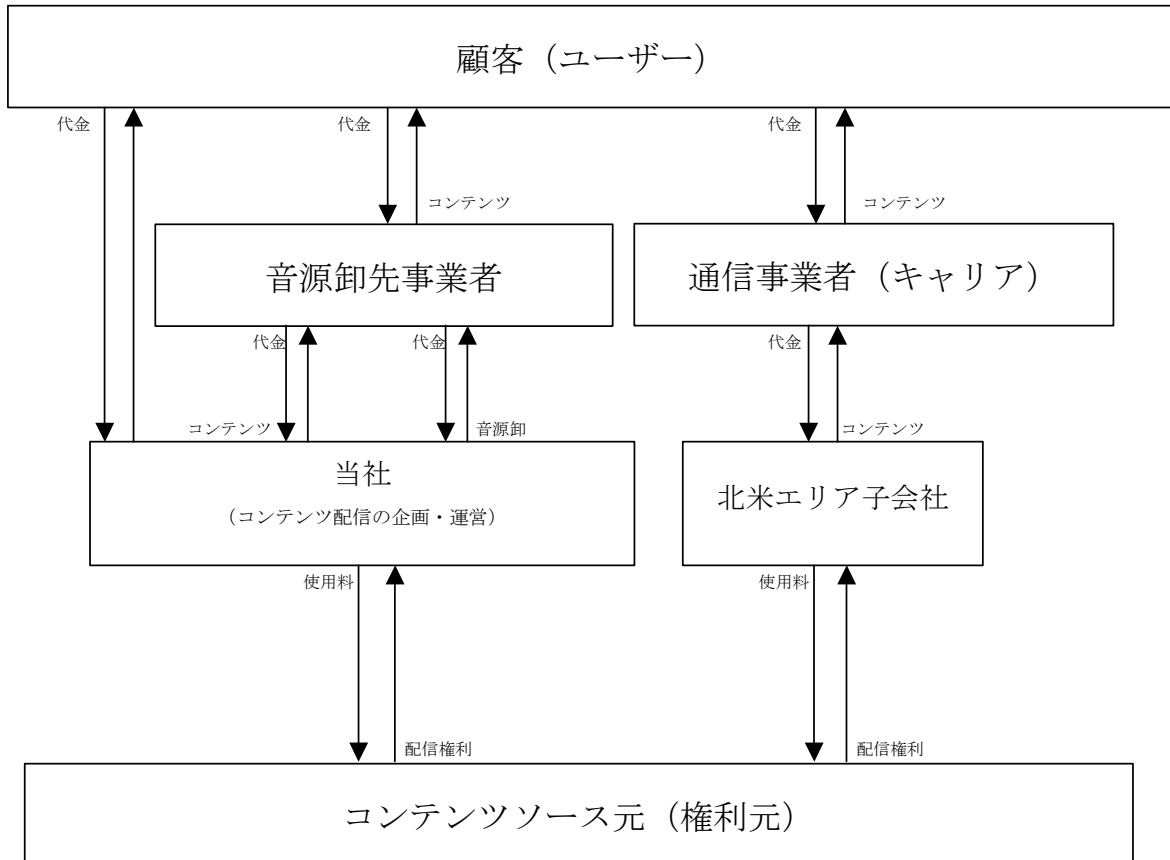 顧客（ユーザー）
代金
代金
代金
コンテンツ
コンテンツ
音源卸先事業者
通信事業者（キャリア）
代金
代金
代金
コンテンツ
音源卸
コンテンツ
当社
（コンテンツ配信の企画・運営）
北米エリア子会社
使用料
使用料
配信権利
配信権利
コンテンツソース元（権利元）